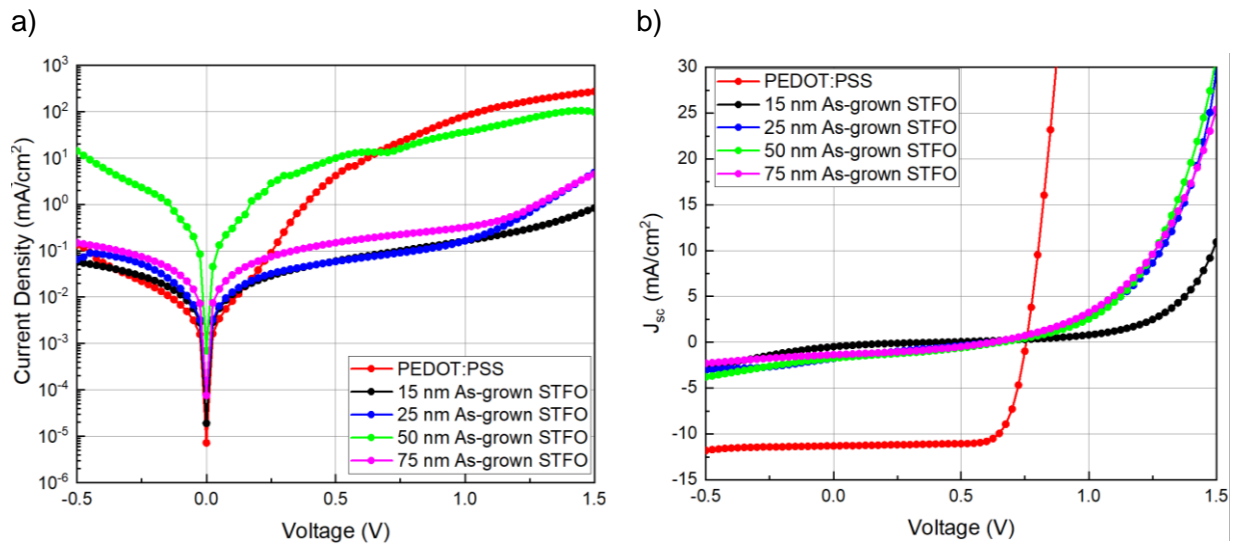 a)
b)
10³
10²
10¹
10⁰
10⁻¹
10⁻²
10⁻³
10⁻⁴
10⁻⁵
10⁻⁶
Current Density (mA/cm²)
PEDOT:PSS
15 nm As-grown STFO
25 nm As-grown STFO
50 nm As-grown STFO
75 nm As-grown STFO
-0.5 0.0 0.5 1.0 1.5
Voltage (V)
30
25
20
15
10
5
0
-5
-10
-15
Jsc (mA/cm²)
PEDOT:PSS
15 nm As-grown STFO
25 nm As-grown STFO
50 nm As-grown STFO
75 nm As-grown STFO
-0.5 0.0 0.5 1.0 1.5
Voltage (V)